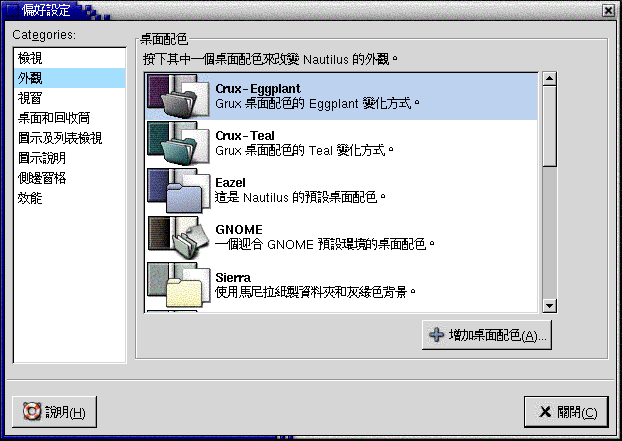 偏好設定
Categories:
檢視
外觀
視窗
桌面和回收筒
圖示及列表檢視
圖示說明
側邊窗格
效能
桌面配色
按下其中一個桌面配色來改變 Nautilus 的外觀。
Crux-Eggplant
Crux 桌面配色的 Eggplant 變化方式。
Crux-Teal
Crux 桌面配色的 Teal 變化方式。
Eazel
這是 Nautilus 的預設桌面配色。
GNOME
一個迎合 GNOME 預設環境的桌面配色。
Sierra
使用馬尼拉紙製資料夾和灰綠色背景。
增加桌面配色(A)...
說明(H)
關閉(C)